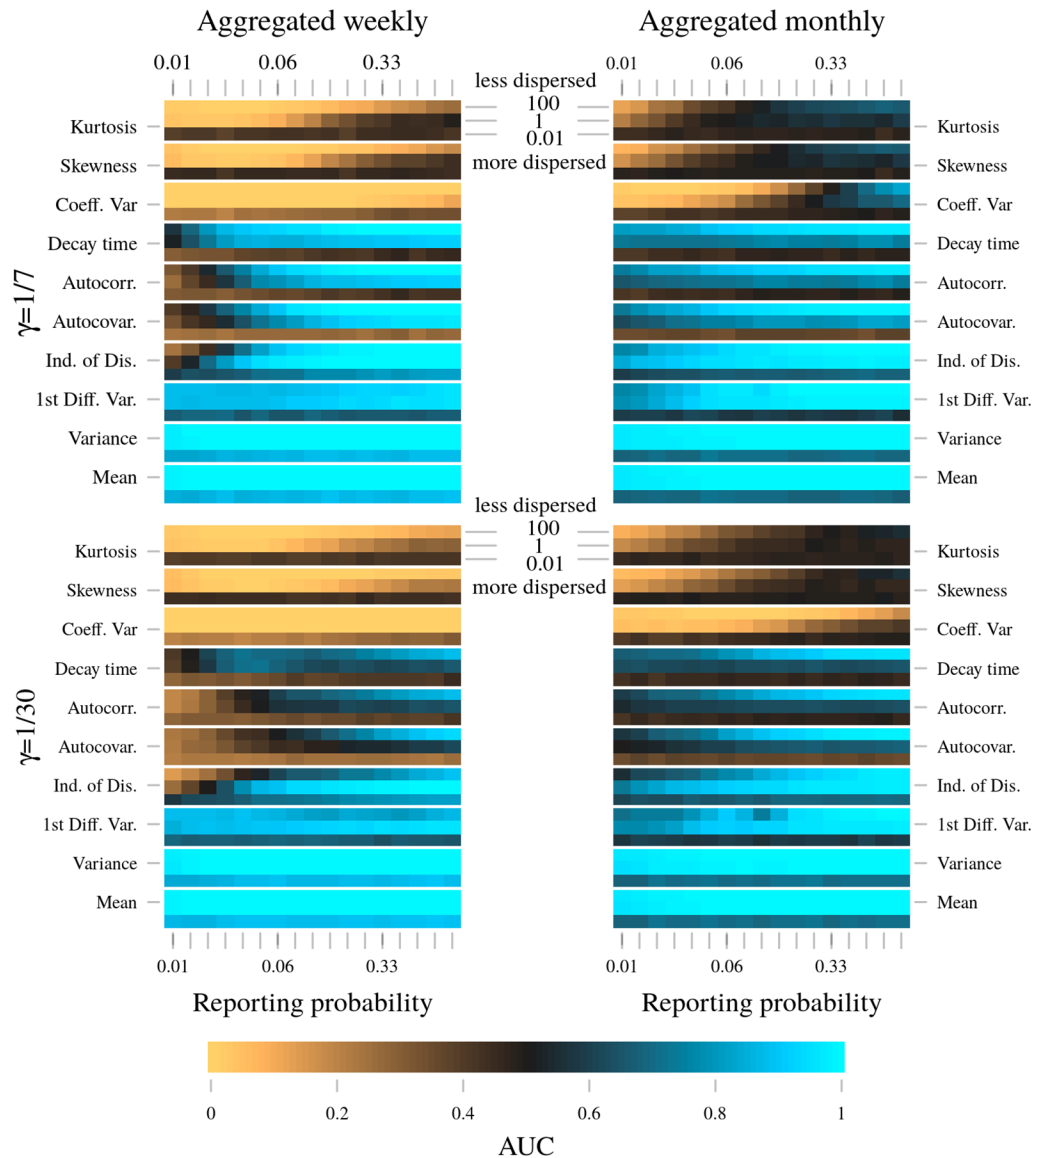 Aggregated weekly
Aggregated monthly
0.01 0.06 0.33
0.01 0.06 0.33
less dispersed
100
1
0.01
more dispersed
γ=1/7
Kurtosis
Skewness
Coeff. Var
Decay time
Autocorr.
Autocovar.
Ind. of Dis.
1st Diff. Var.
Variance
Mean
Kurtosis
Skewness
Coeff. Var
Decay time
Autocorr.
Autocovar.
Ind. of Dis.
1st Diff. Var.
Variance
Mean
less dispersed
100
1
0.01
more dispersed
γ=1/30
Kurtosis
Skewness
Coeff. Var
Decay time
Autocorr.
Autocovar.
Ind. of Dis.
1st Diff. Var.
Variance
Mean
Kurtosis
Skewness
Coeff. Var
Decay time
Autocorr.
Autocovar.
Ind. of Dis.
1st Diff. Var.
Variance
Mean
0.01 0.06 0.33
0.01 0.06 0.33
Reporting probability
Reporting probability
0 0.2 0.4 0.6 0.8 1
AUC